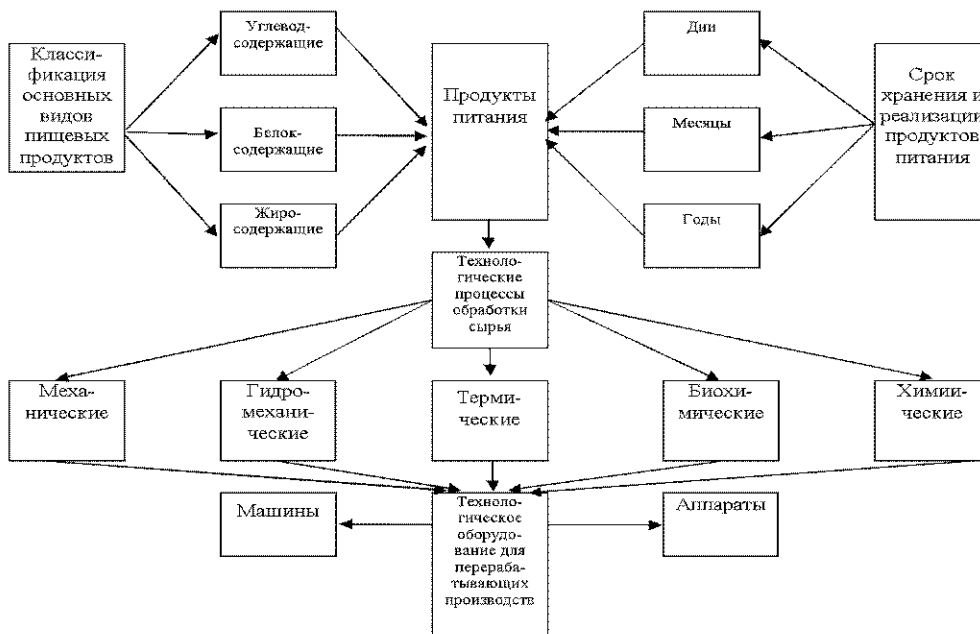 Класси-
фикация
основных
видов
пищевых
продуктов
Углевод-
содержащие
Белок-
содержащие
Жиро-
содержащие
Продукты
питания
Дни
Месяцы
Годы
Срок
хранения и
реализации
продуктов
питания
Техноло-
гические
процессы
обработки
сырья
Меха-
нические
Гидро-
механи-
ческие
Терми-
ческие
Биохи-
мические
Химии-
ческие
Машины
Техноло-
гическое
оборудо-
вание для
перераба-
тывающих
производств
Аппараты